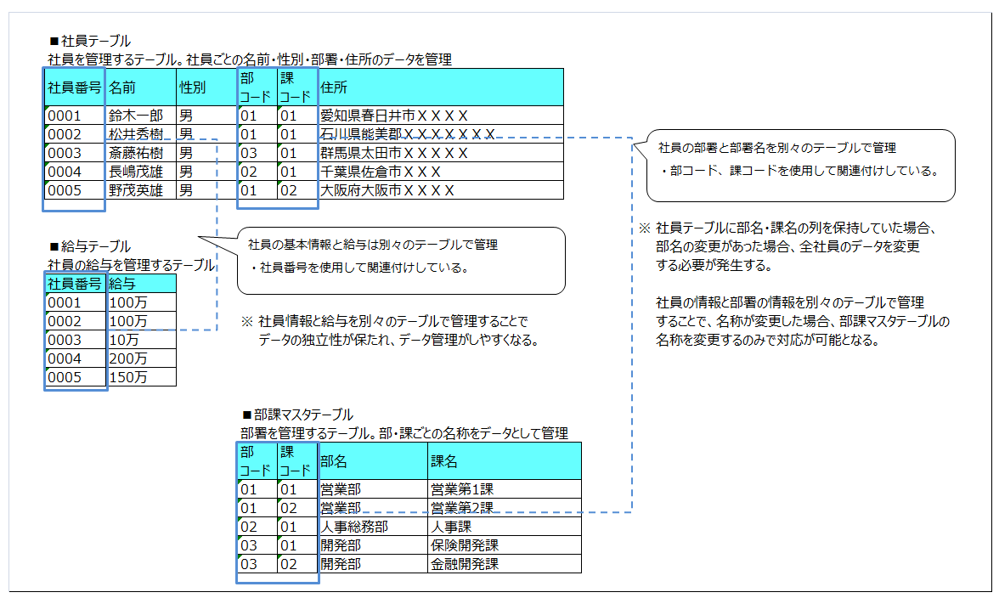 ■社員テーブル
社員を管理するテーブル。社員ごとの名前・性別・部署・住所のデータを管理
社員番号 名前 性別 部コード 課コード 住所
0001 鈴木一郎 男 01 01 愛知県春日井市ＸＸＸＸ
0002 松井秀樹 男 01 01 石川県能美郡ＸＸＸＸＸＸＸ
0003 斎藤祐樹 男 03 01 群馬県太田市ＸＸＸＸＸ
0004 長嶋茂雄 男 02 01 千葉県佐倉市ＸＸＸ
0005 野茂英雄 男 01 02 大阪府大阪市ＸＸＸＸ
社員の部署と部署名を別々のテーブルで管理
・部コード、課コードを使用して関連付けしている。
※ 社員テーブルに部名・課名の列を保持していた場合、
部名の変更があった場合、全社員のデータを変更
する必要が発生する。
社員の情報と部署の情報を別々のテーブルで管理
することで、名称が変更した場合、部課マスタテーブルの
名称を変更するのみで対応が可能となる。
社員の基本情報と給与は別々のテーブルで管理
・社員番号を使用して関連付けしている。
※ 社員情報と給与を別々のテーブルで管理することで
データの独立性が保たれ、データ管理がしやすくなる。
■給与テーブル
社員の給与を管理するテーブル
社員番号 給与
0001 100万
0002 100万
0003 10万
0004 200万
0005 150万
■部課マスタテーブル
部署を管理するテーブル。部・課ごとの名称をデータとして管理
部コード 課コード 部名 課名
01 01 営業部 営業第1課
01 02 営業部 営業第2課
02 01 人事総務部 人事課
03 01 開発部 保険開発課
03 02 開発部 金融開発課